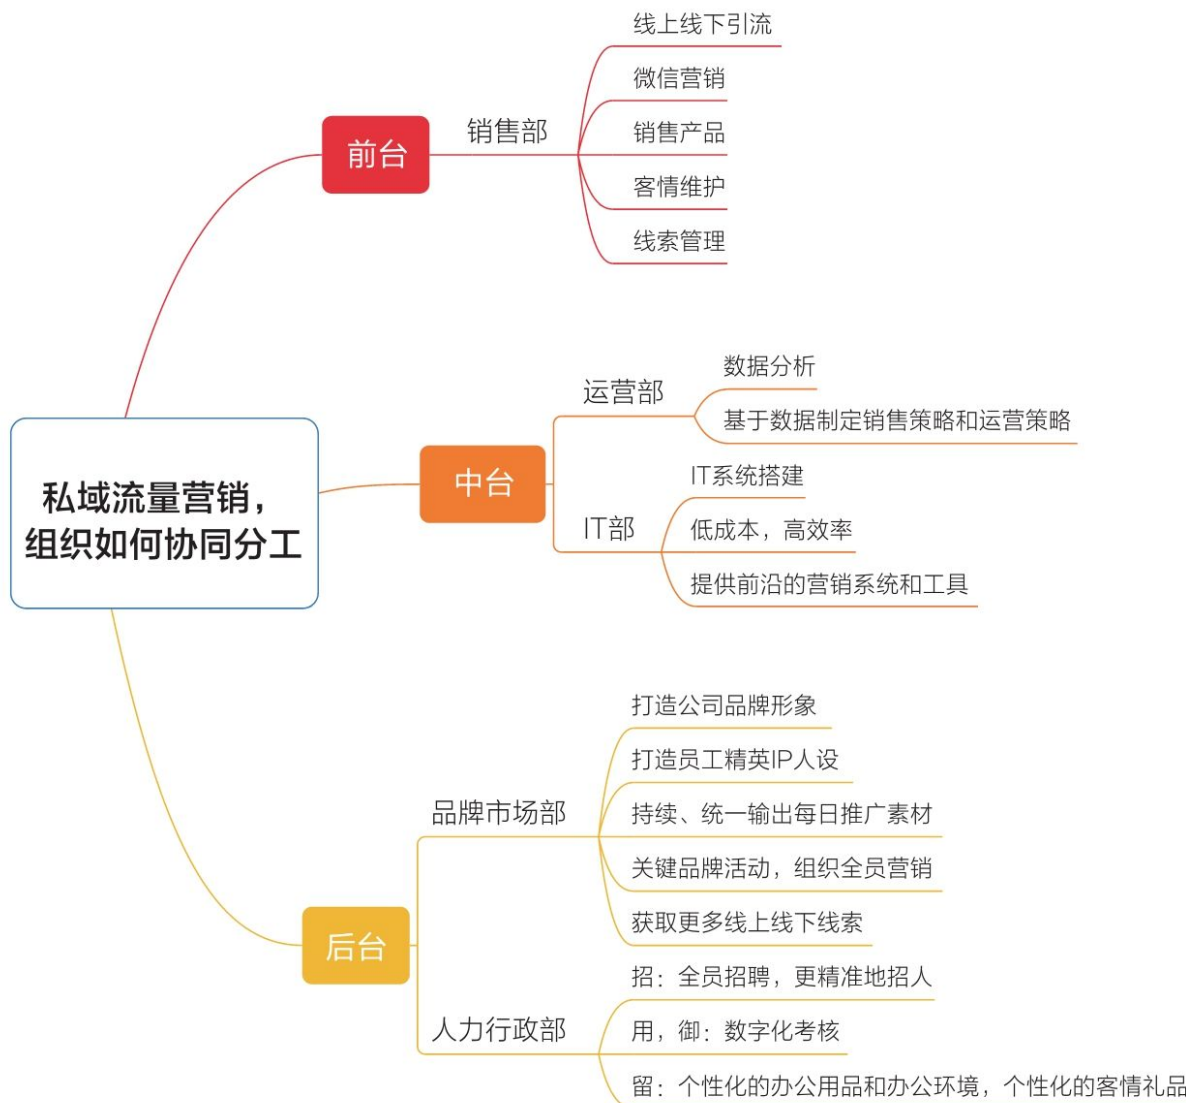 私域流量营销，
组织如何协同分工
前台
销售部
线上线下引流
微信营销
销售产品
客情维护
线索管理
中台
运营部
数据分析
基于数据制定销售策略和运营策略
IT部
IT系统搭建
低成本，高效率
提供前沿的营销系统和工具
后台
品牌市场部
打造公司品牌形象
打造员工精英IP人设
持续、统一输出每日推广素材
关键品牌活动，组织全员营销
获取更多线上线下线索
人力行政部
招：全员招聘，更精准地招人
用，御：数字化考核
留：个性化的办公用品和办公环境，个性化的客情礼品